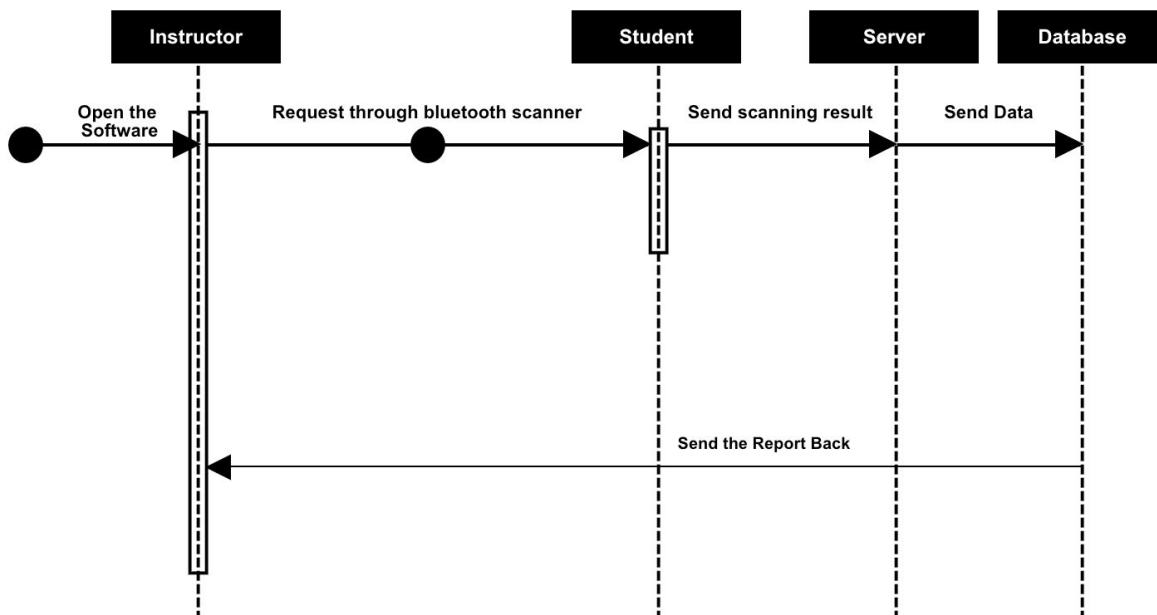 Instructor
Student
Server
Database
Open the
Software
Request through bluetooth scanner
Send scanning result
Send Data
Send the Report Back